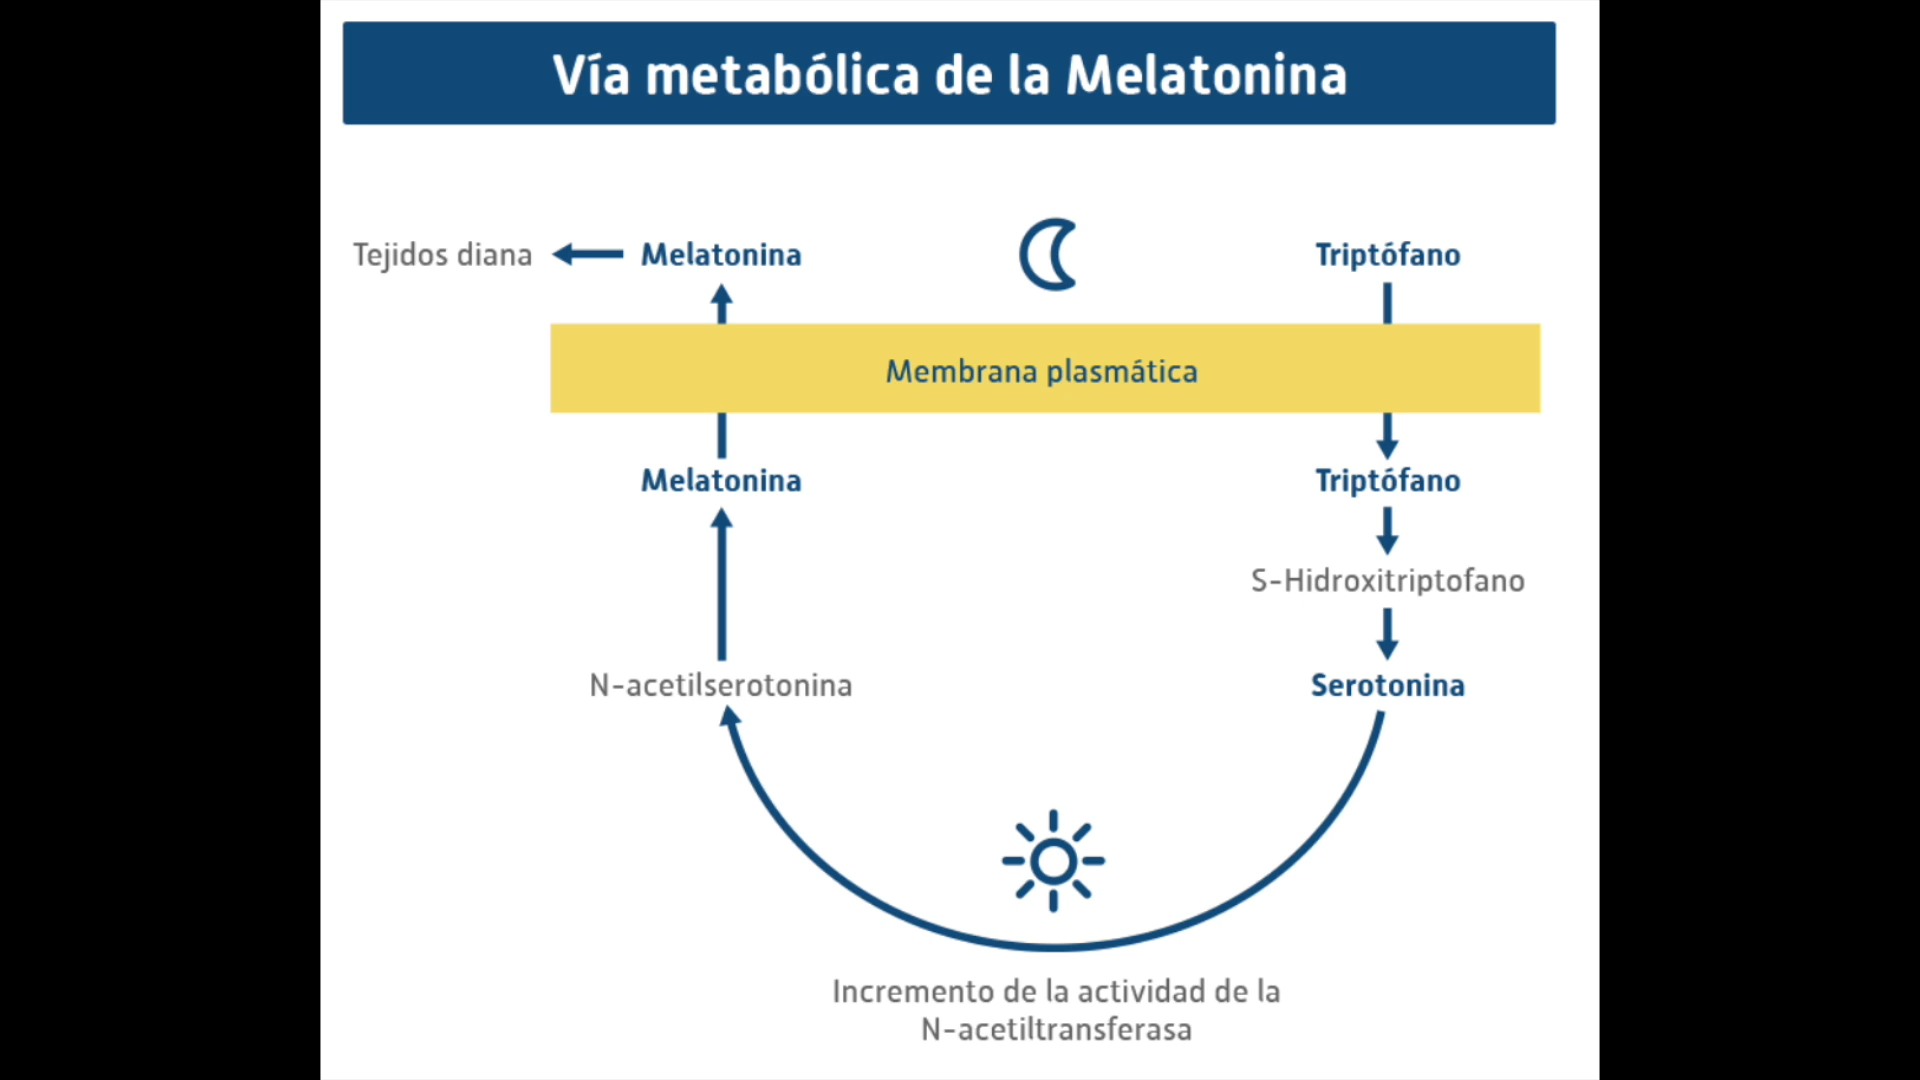 Vía metabólica de la Melatonina
Tejidos diana
Melatonina
Triptófano
Membrana plasmática
Melatonina
Triptófano
S-Hidroxitriptofano
N-acetilserotonina
Serotonina
Incremento de la actividad de la
N-acetiltransferasa